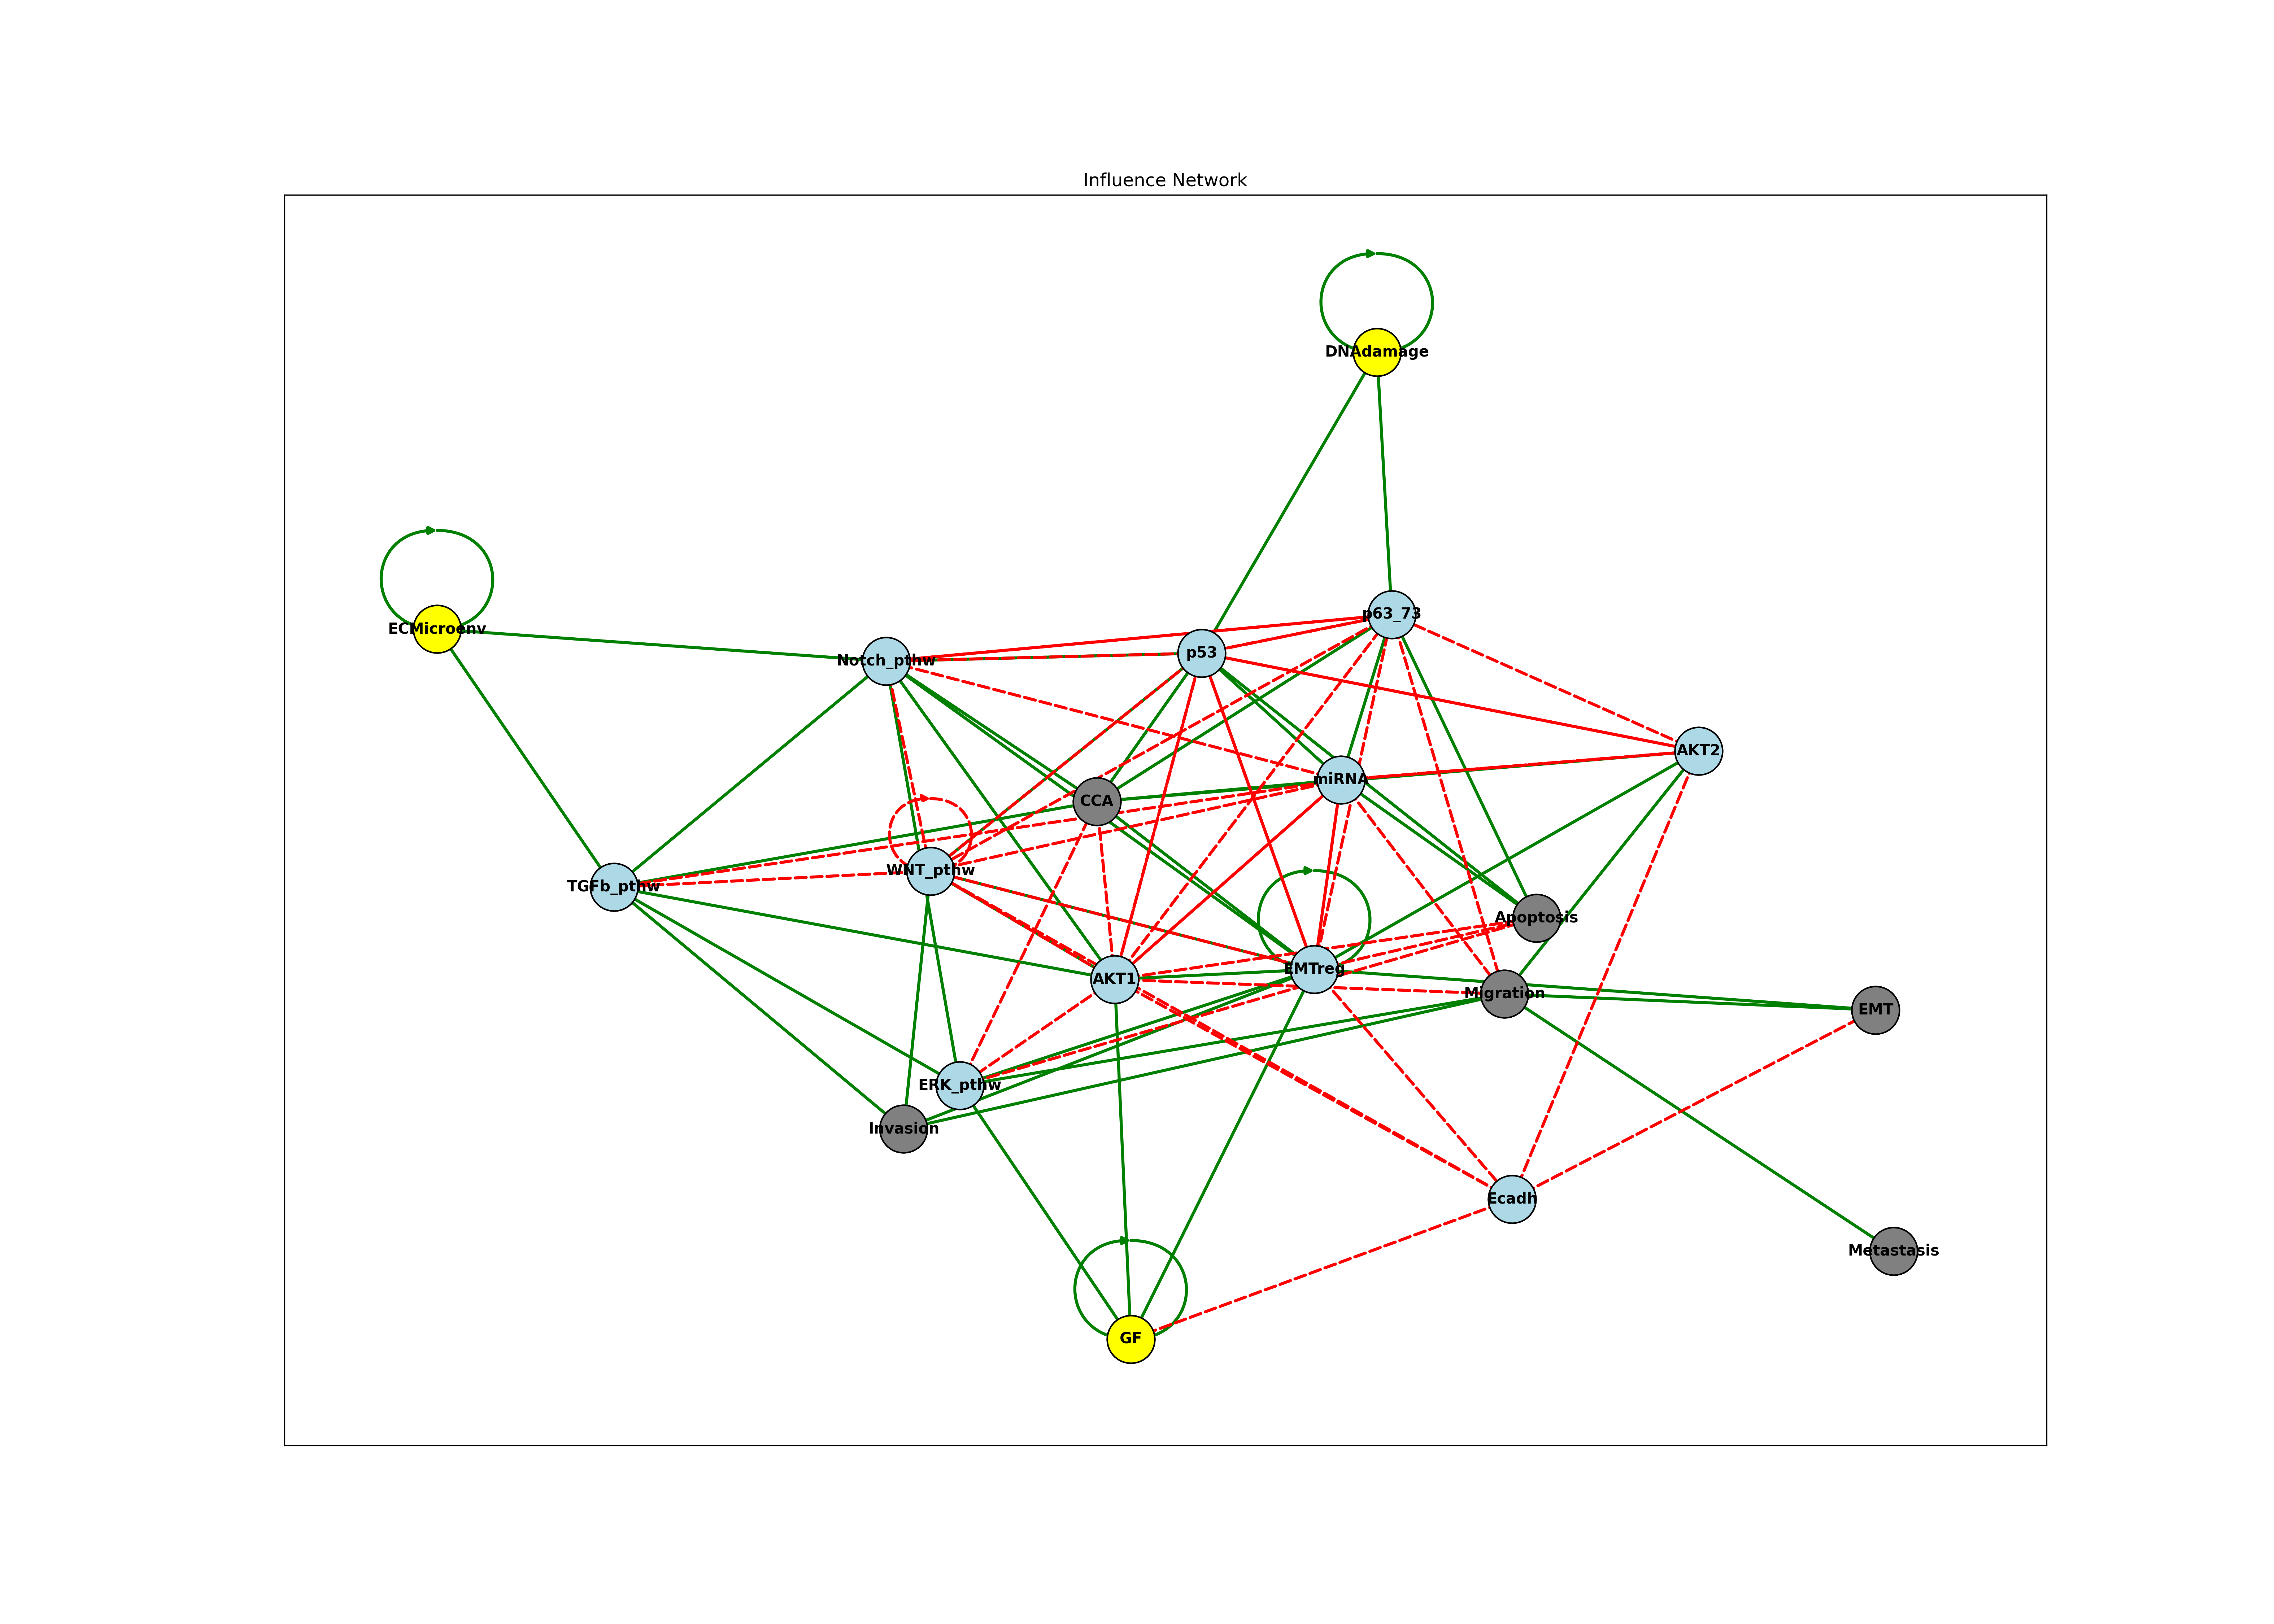 Influence Network
DNAdamage
p63_73
ECMicroenv
p53
Notch_pthw
AKT2
miRNA
CCA
WNT_pthw
TGFb_pthw
Apoptosis
EMTreg
AKT1
Migration
EMT
ERK_pthw
Invasion
Ecadh
Metastasis
GF